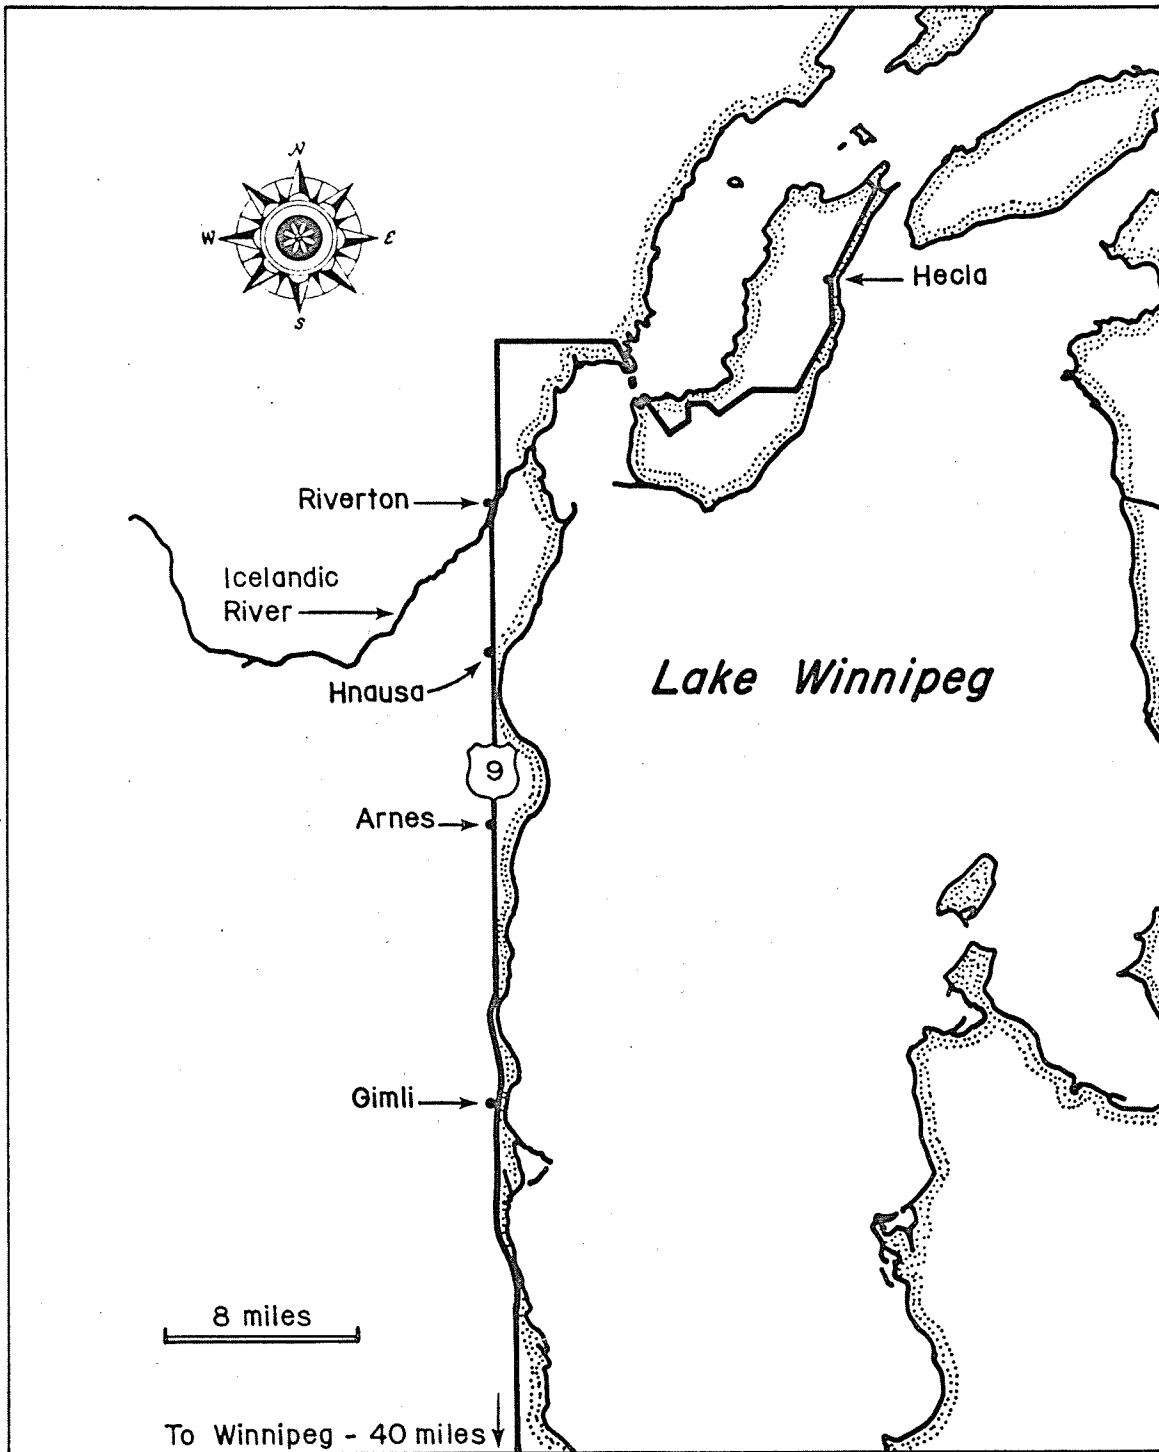 N
W
E
S
Hecla
Riverton
Icelandic
River
Hnausa
Lake Winnipeg
9
Arnes
Gimli
8 miles
To Winnipeg - 40 miles